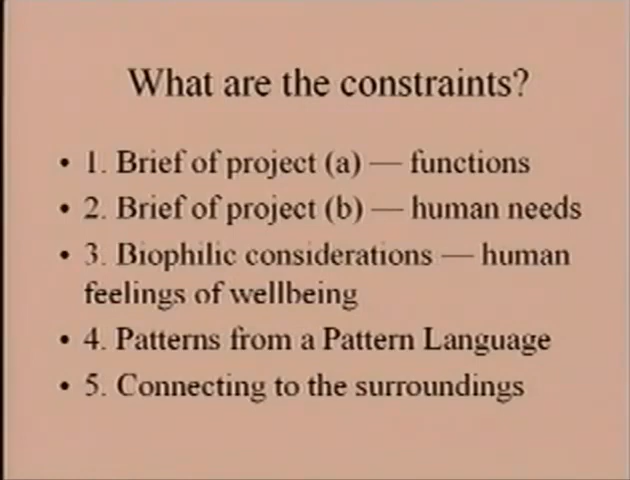 What are the constraints?
• 1. Brief of project (a) — functions
• 2. Brief of project (b) — human needs
• 3. Biophilic considerations — human
feelings of wellbeing
• 4. Patterns from a Pattern Language
• 5. Connecting to the surroundings